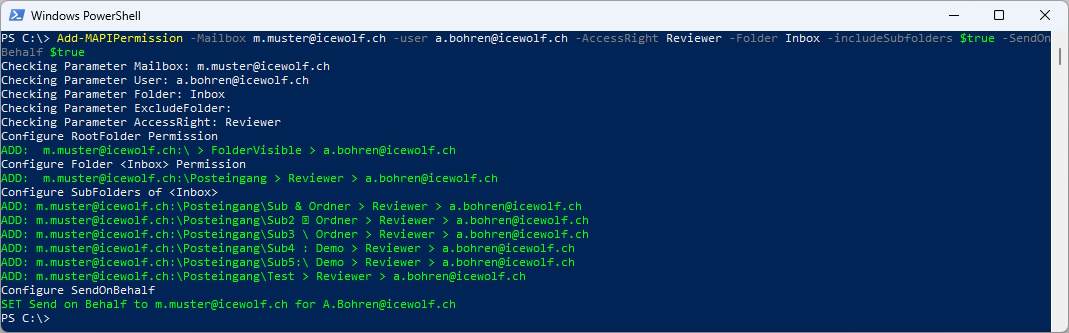 Windows PowerShell
PS C:\> Add-MAPIPermission -Mailbox m.muster@icewolf.ch -user a.bohren@icewolf.ch -AccessRight Reviewer -Folder Inbox -includeSubfolders $true -SendOn
Behalf $true
Checking Parameter Mailbox: m.muster@icewolf.ch
Checking Parameter User: a.bohren@icewolf.ch
Checking Parameter Folder: Inbox
Checking Parameter ExcludeFolder:
Checking Parameter AccessRight: Reviewer
Configure RootFolder Permission
ADD:  m.muster@icewolf.ch:\ > FolderVisible > a.bohren@icewolf.ch
Configure Folder <Inbox> Permission
ADD:  m.muster@icewolf.ch:\Posteingang > Reviewer > a.bohren@icewolf.ch
Configure SubFolders of <Inbox>
ADD: m.muster@icewolf.ch:\Posteingang\Sub & Ordner > Reviewer > a.bohren@icewolf.ch
ADD: m.muster@icewolf.ch:\Posteingang\Sub2 Ordner > Reviewer > a.bohren@icewolf.ch
ADD: m.muster@icewolf.ch:\Posteingang\Sub3 \ Ordner > Reviewer > a.bohren@icewolf.ch
ADD: m.muster@icewolf.ch:\Posteingang\Sub4 : Demo > Reviewer > a.bohren@icewolf.ch
ADD: m.muster@icewolf.ch:\Posteingang\Sub5:\ Demo > Reviewer > a.bohren@icewolf.ch
ADD: m.muster@icewolf.ch:\Posteingang\Test > Reviewer > a.bohren@icewolf.ch
Configure SendOnBehalf
SET Send on Behalf to m.muster@icewolf.ch for A.Bohren@icewolf.ch
PS C:\>